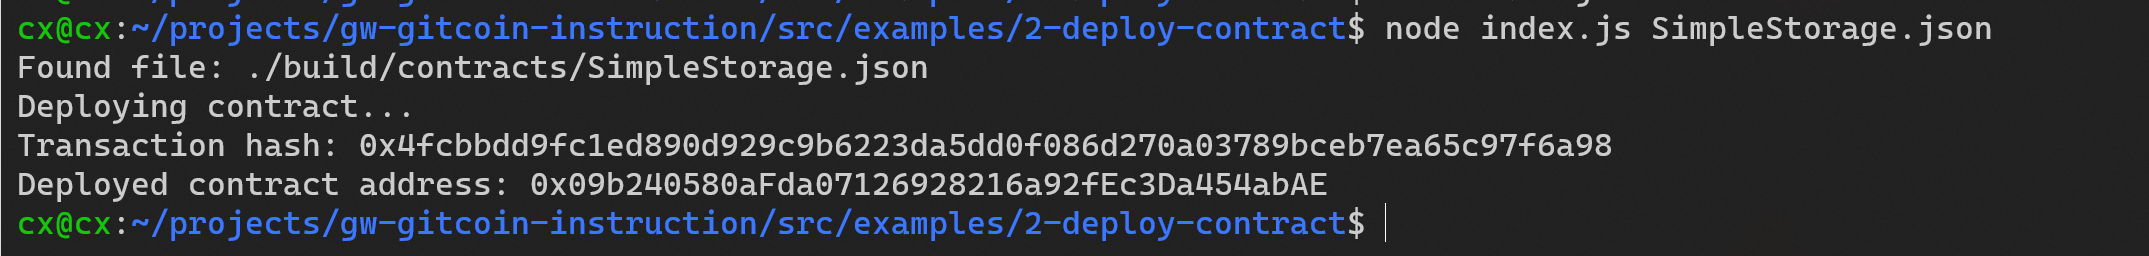 cx@cx:~/projects/gw-gitcoin-instruction/src/examples/2-deploy-contract$ node index.js SimpleStorage.json
Found file: ./build/contracts/SimpleStorage.json
Deploying contract...
Transaction hash: 0x4fcbbdd9fc1ed890d929c9b6223da5dd0f086d270a03789bceb7ea65c97f6a98
Deployed contract address: 0x09b240580aFda07126928216a92fEc3Da454abAE
cx@cx:~/projects/gw-gitcoin-instruction/src/examples/2-deploy-contract$